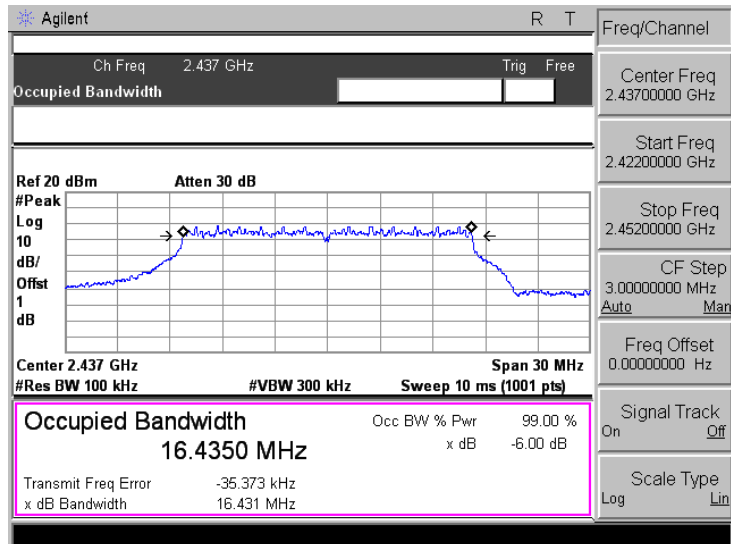 Agilent R T
Ch Freq 2.437 GHz Trig Free
Occupied Bandwidth
Ref 20 dBm Atten 30 dB
#Peak
Log
10
dB/
Offst
1
dB
Center 2.437 GHz Span 30 MHz
#Res BW 100 kHz #VBW 300 kHz Sweep 10 ms (1001 pts)
Occupied Bandwidth Occ BW % Pwr 99.00 %
16.4350 MHz x dB -6.00 dB
Transmit Freq Error -35.373 kHz
x dB Bandwidth 16.431 MHz
Freq/Channel
Center Freq
2.43700000 GHz
Start Freq
2.42200000 GHz
Stop Freq
2.45200000 GHz
CF Step
3.00000000 MHz
Auto Man
Freq Offset
0.00000000 Hz
Signal Track
On Off
Scale Type
Log Lin